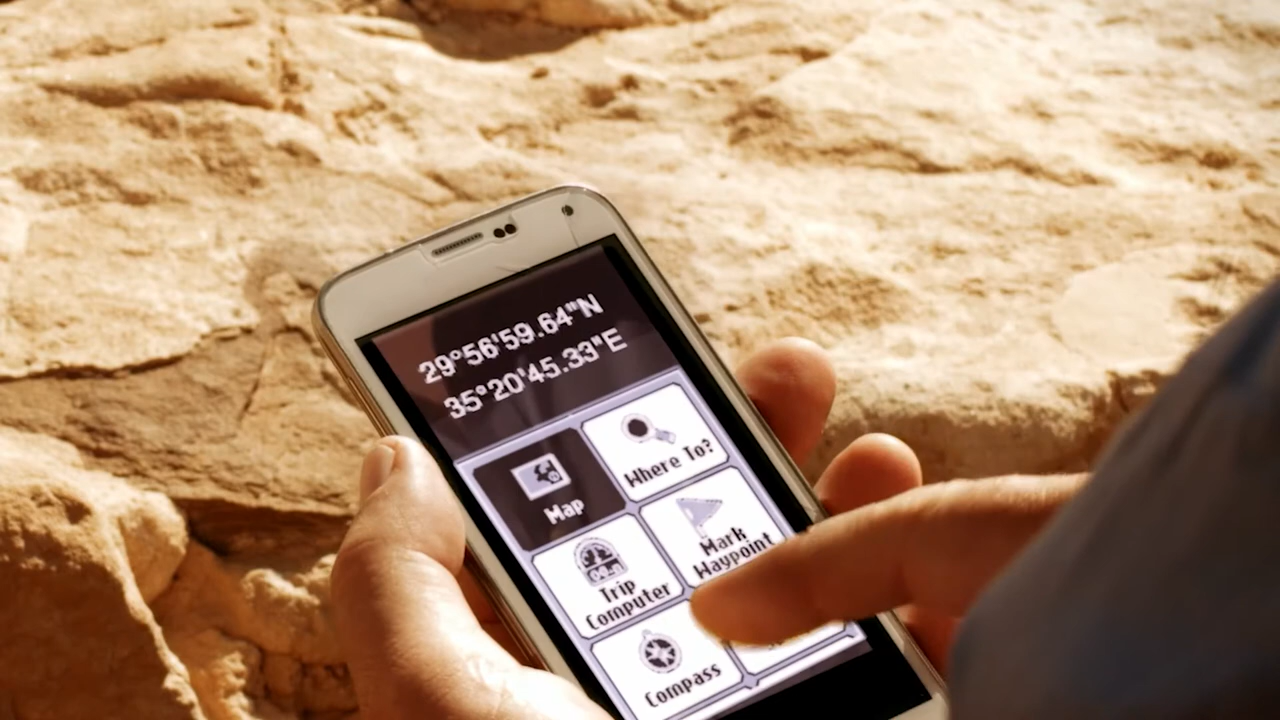 29°56'59.64"N
35°20'45.33"E
Map
Where To?
Trip
Computer
Mark
Waypoint
Compass